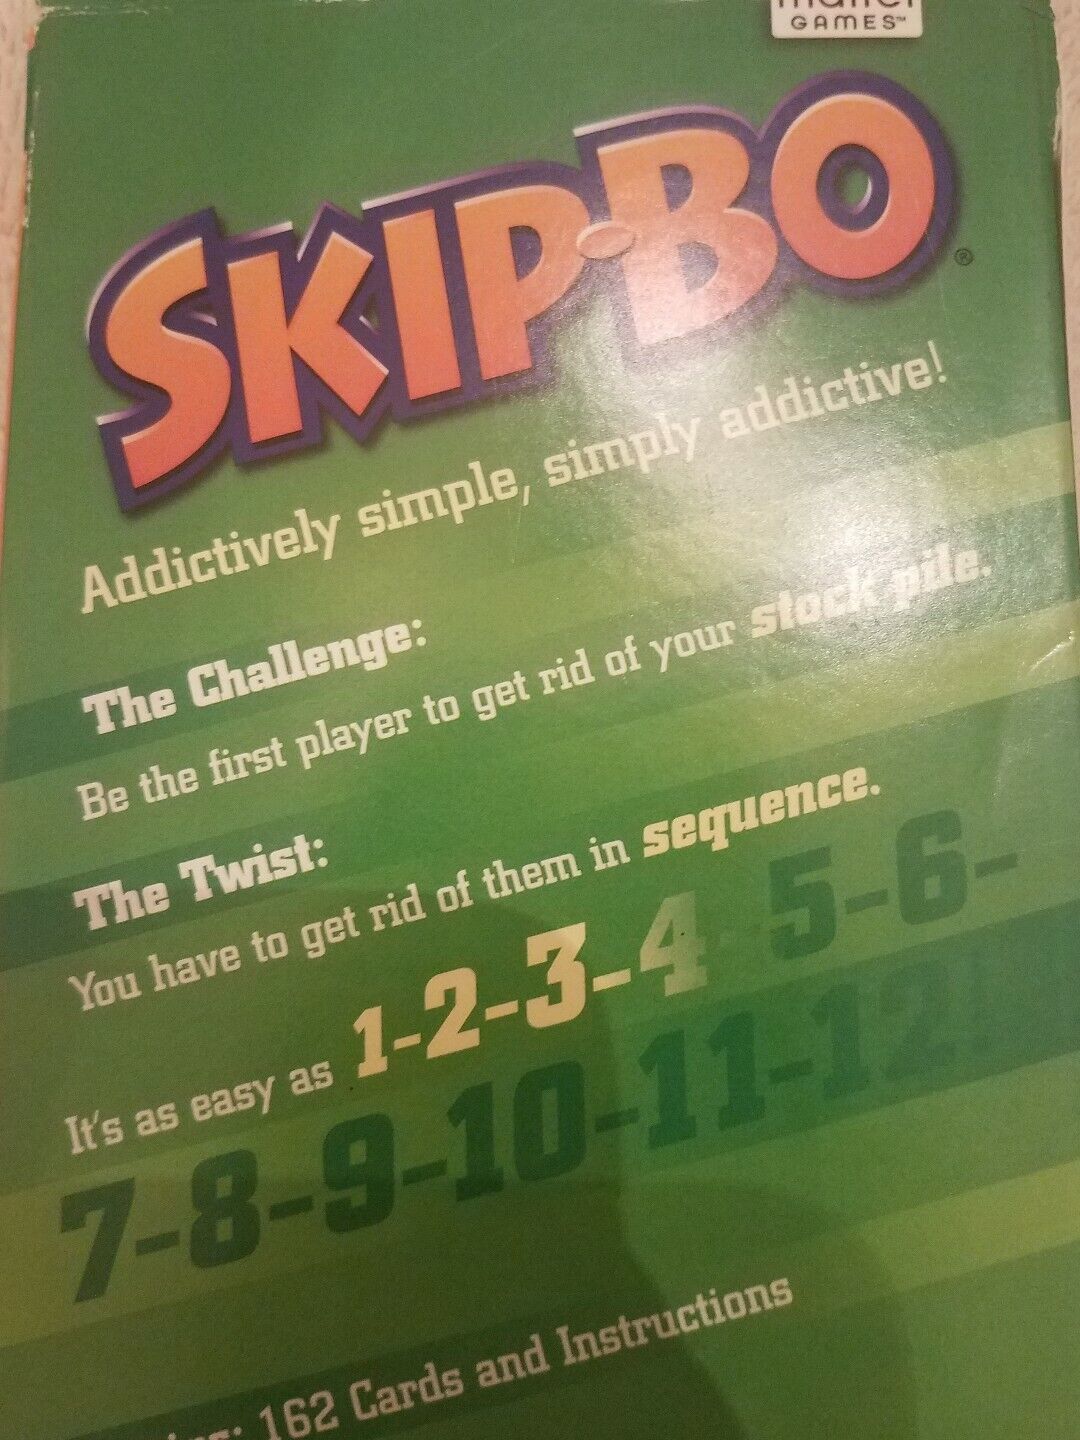 GAMES™
SKIP·BO®
Addictively simple, simply addictive!
The Challenge:
Be the first player to get rid of your stock pile.
The Twist:
You have to get rid of them in sequence.
It's as easy as 1-2-3-4 5-6-
7-8-9-10-11-12!
162 Cards and Instructions